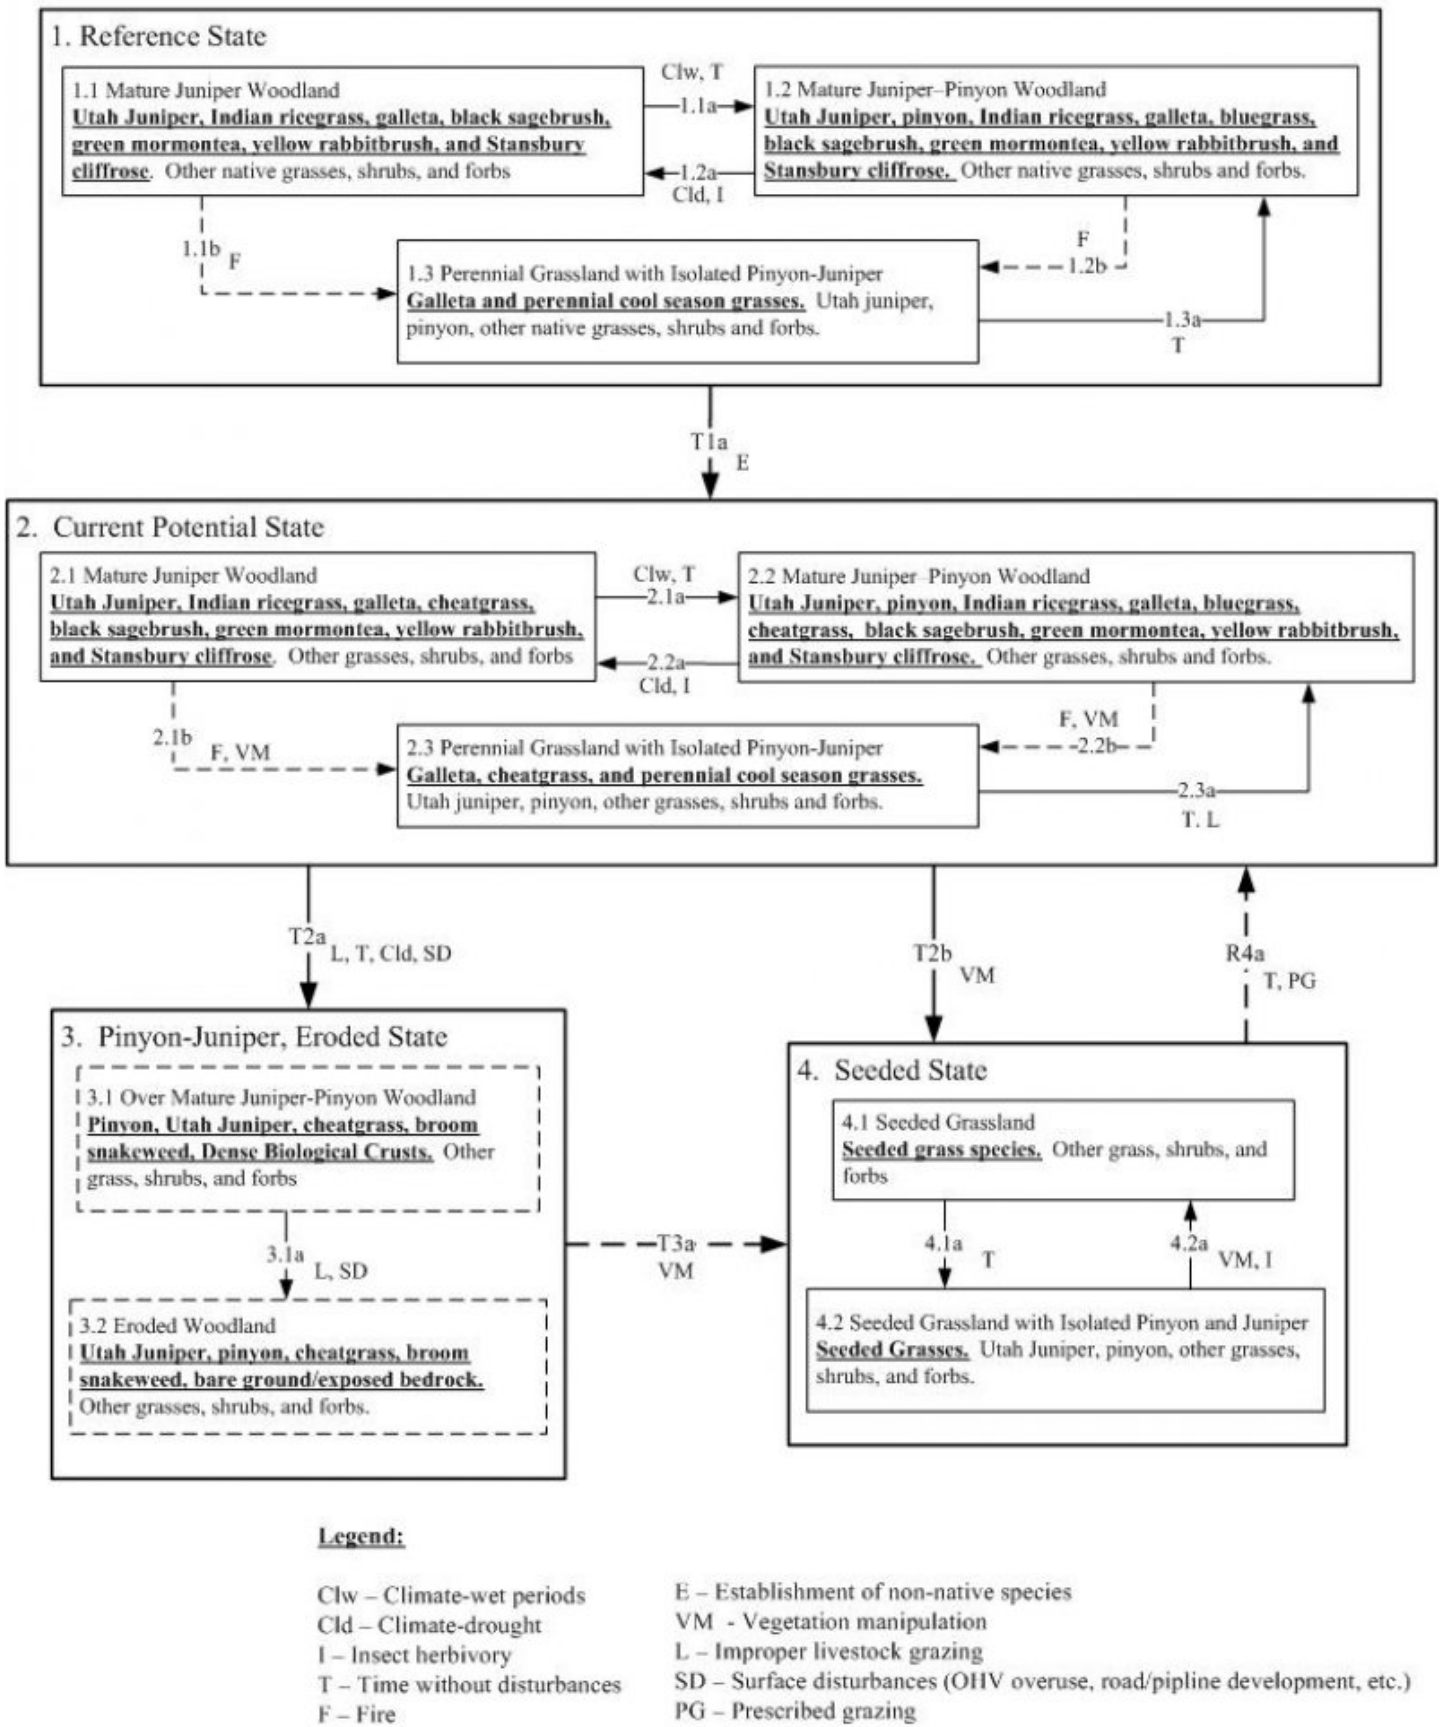 1. Reference State
1.1 Mature Juniper Woodland
Utah Juniper, Indian ricegrass, galleta, black sagebrush,
green mormontea, yellow rabbitbrush, and Stansbury
cliffrose. Other native grasses, shrubs, and forbs
Clw, T
1.1a
1.2a
Cld, I
1.2 Mature Juniper–Pinyon Woodland
Utah Juniper, pinyon, Indian ricegrass, galleta, bluegrass,
black sagebrush, green mormontea, yellow rabbitbrush, and
Stansbury cliffrose. Other native grasses, shrubs and forbs.
1.1b
F
1.3 Perennial Grassland with Isolated Pinyon-Juniper
Galleta and perennial cool season grasses. Utah juniper,
pinyon, other native grasses, shrubs and forbs.
F
1.2b
1.3a
T
T1a
E
2. Current Potential State
2.1 Mature Juniper Woodland
Utah Juniper, Indian ricegrass, galleta, cheatgrass,
black sagebrush, green mormontea, yellow rabbitbrush,
and Stansbury cliffrose. Other grasses, shrubs, and forbs
Clw, T
2.1a
2.2a
Cld, I
2.2 Mature Juniper–Pinyon Woodland
Utah Juniper, pinyon, Indian ricegrass, galleta, bluegrass,
cheatgrass, black sagebrush, green mormontea, yellow rabbitbrush,
and Stansbury cliffrose. Other grasses, shrubs and forbs.
2.1b
F, VM
2.3 Perennial Grassland with Isolated Pinyon-Juniper
Galleta, cheatgrass, and perennial cool season grasses.
Utah juniper, pinyon, other grasses, shrubs and forbs.
F, VM
2.2b
2.3a
T. L
T2a
L, T, Cld, SD
T2b
VM
R4a
T, PG
3. Pinyon-Juniper, Eroded State
3.1 Over Mature Juniper-Pinyon Woodland
Pinyon, Utah Juniper, cheatgrass, broom
snakeweed, Dense Biological Crusts. Other
grass, shrubs, and forbs
3.1a
L, SD
3.2 Eroded Woodland
Utah Juniper, pinyon, cheatgrass, broom
snakeweed, bare ground/exposed bedrock.
Other grasses, shrubs, and forbs.
T3a
VM
4. Seeded State
4.1 Seeded Grassland
Seeded grass species. Other grass, shrubs, and
forbs
4.1a
T
4.2a
VM, I
4.2 Seeded Grassland with Isolated Pinyon and Juniper
Seeded Grasses. Utah Juniper, pinyon, other grasses,
shrubs, and forbs.
Legend:
Clw – Climate-wet periods
Cld – Climate-drought
I – Insect herbivory
T – Time without disturbances
F – Fire
E – Establishment of non-native species
VM - Vegetation manipulation
L – Improper livestock grazing
SD – Surface disturbances (OHV overuse, road/pipline development, etc.)
PG – Prescribed grazing